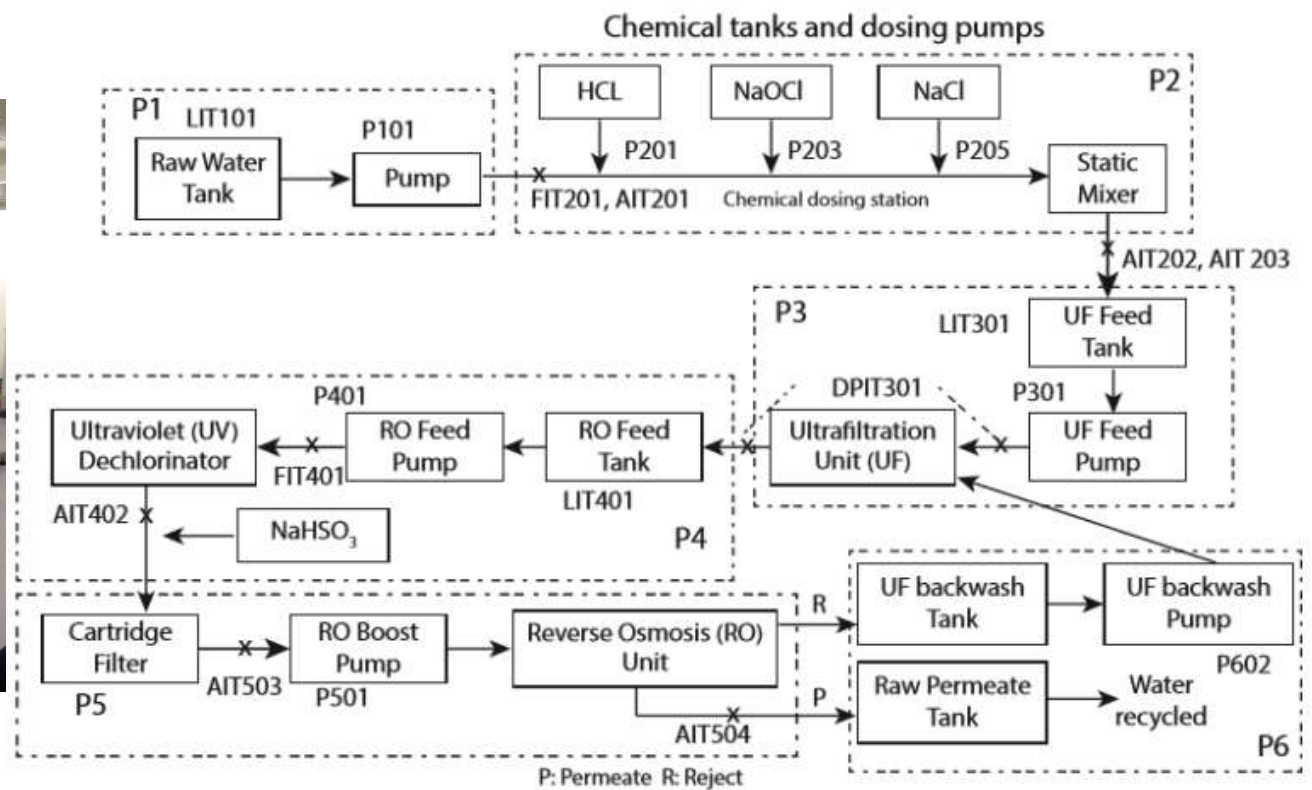 Chemical tanks and dosing pumps
P1
LIT101
Raw Water
Tank
P101
Pump
P2
HCL
NaOCl
NaCl
P201
P203
P205
FIT201, AIT201
Chemical dosing station
Static
Mixer
AIT202, AIT 203
P3
LIT301
UF Feed
Tank
P301
UF Feed
Pump
DPIT301
Ultrafiltration
Unit (UF)
P401
Ultraviolet (UV)
Dechlorinator
RO Feed
Pump
RO Feed
Tank
FIT401
LIT401
AIT402
NaHSO₃
P4
Cartridge
Filter
AIT503
RO Boost
Pump
P501
Reverse Osmosis (RO)
Unit
AIT504
P5
R
P
UF backwash
Tank
UF backwash
Pump
P602
Raw Permeate
Tank
Water
recycled
P6
P: Permeate R: Reject